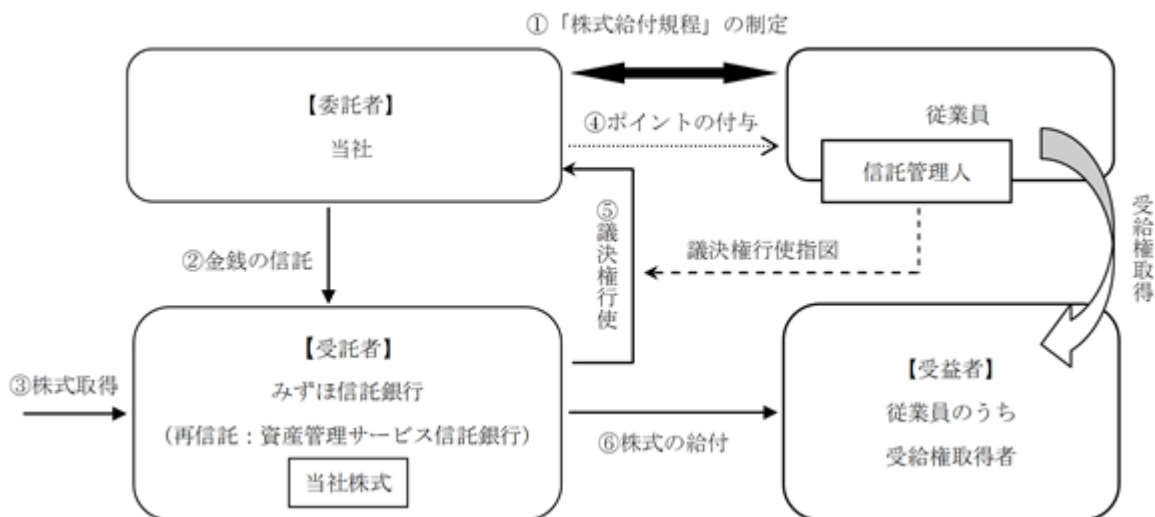 ①「株式給付規程」の制定
【委託者】
当社
④ポイントの付与
従業員
信託管理人
②金銭の信託
⑤議決権行使
議決権行使指図
受給権取得
③株式取得
【受託者】
みずほ信託銀行
(再信託：資産管理サービス信託銀行)
当社株式
⑥株式の給付
【受益者】
従業員のうち
受給権取得者